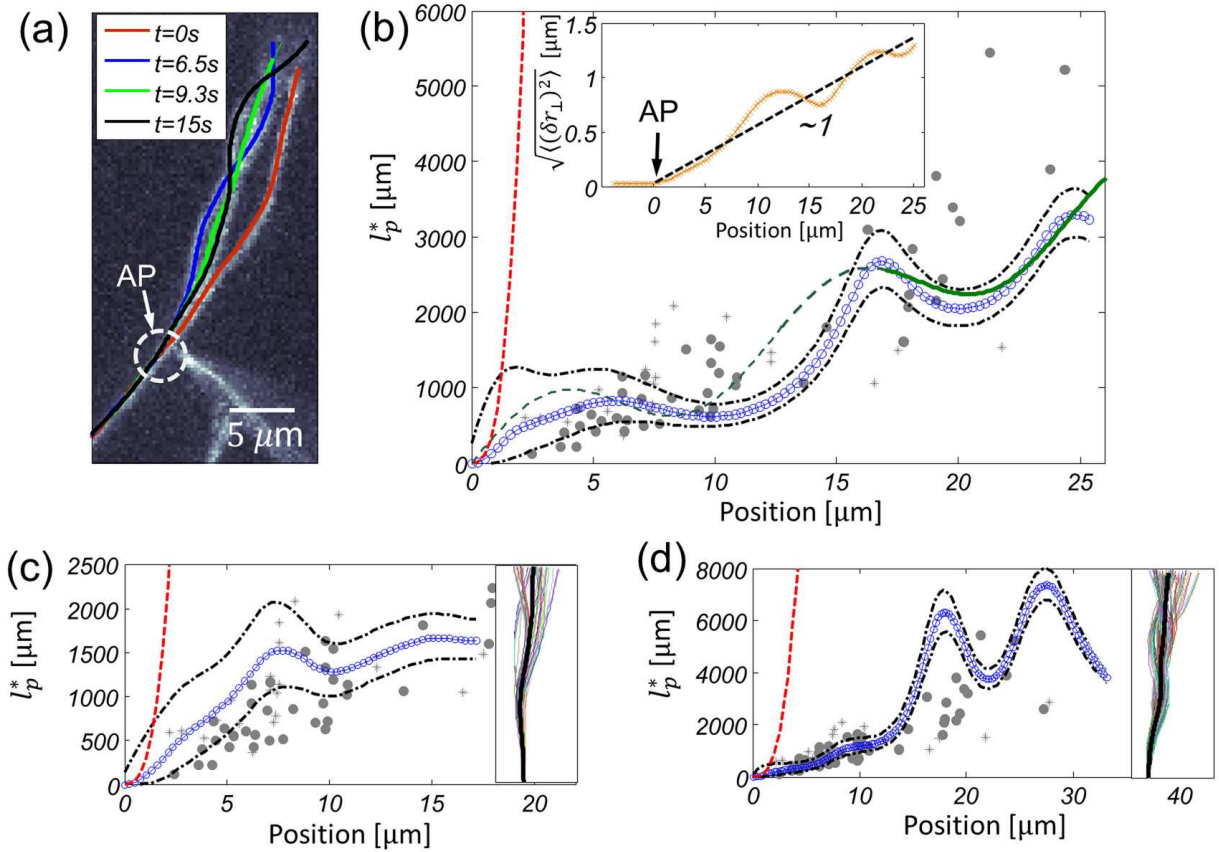 (a)
t=0s
t=6.5s
t=9.3s
t=15s
AP
5 μm
(b)
6000
5000
4000
3000
2000
1000
0
l*p [μm]
0 5 10 15 20 25
Position [μm]
1.5
1
0.5
0
√⟨(δr⊥)²⟩ [μm]
AP
~1
0 5 10 15 20 25
Position [μm]
(c)
2500
2000
1500
1000
500
0
l*p [μm]
0 5 10 15 20
Position [μm]
(d)
8000
6000
4000
2000
0
l*p [μm]
0 10 20 30 40
Position [μm]